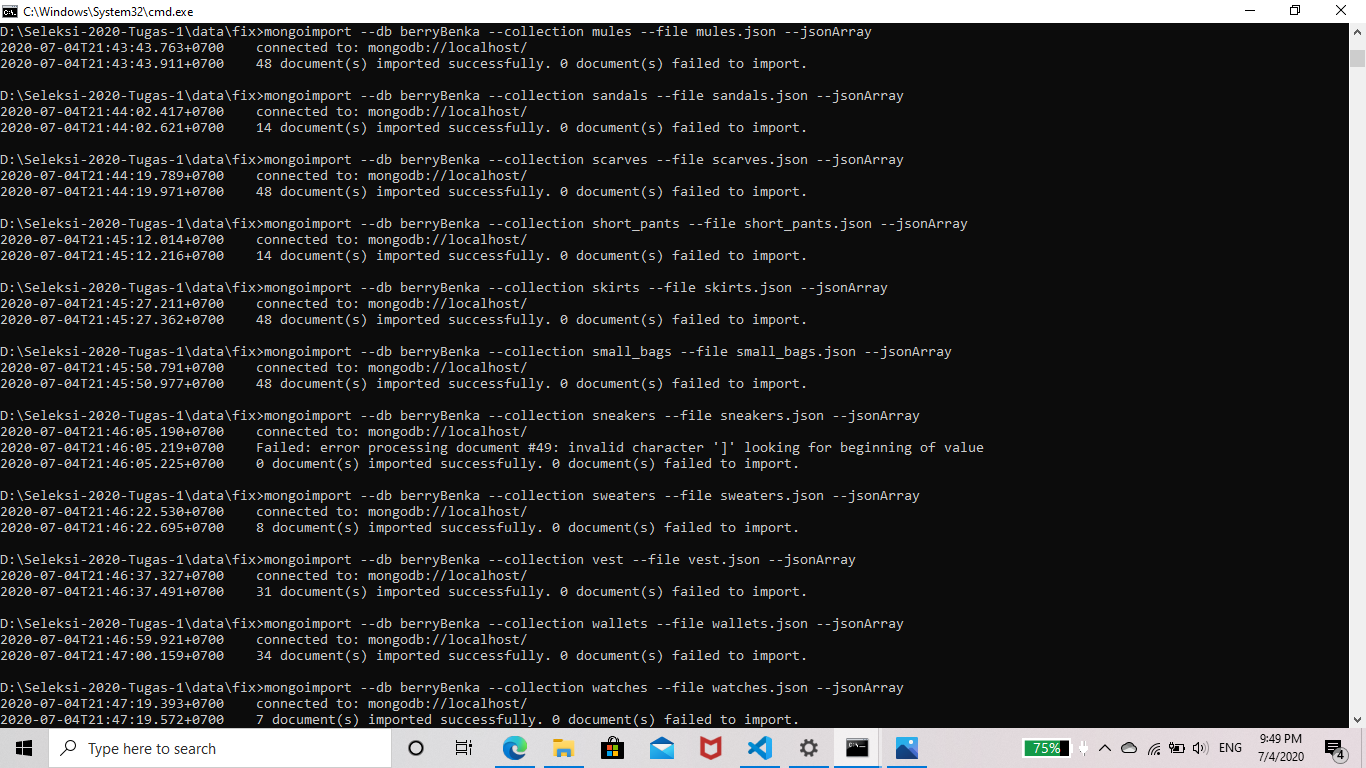 C:\Windows\System32\cmd.exe
D:\Seleksi-2020-Tugas-1\data\fix>mongoimport --db berryBenka --collection mules --file mules.json --jsonArray
2020-07-04T21:43:43.763+0700    connected to: mongodb://localhost/
2020-07-04T21:43:43.911+0700    48 document(s) imported successfully. 0 document(s) failed to import.
D:\Seleksi-2020-Tugas-1\data\fix>mongoimport --db berryBenka --collection sandals --file sandals.json --jsonArray
2020-07-04T21:44:02.417+0700    connected to: mongodb://localhost/
2020-07-04T21:44:02.621+0700    14 document(s) imported successfully. 0 document(s) failed to import.
D:\Seleksi-2020-Tugas-1\data\fix>mongoimport --db berryBenka --collection scarves --file scarves.json --jsonArray
2020-07-04T21:44:19.789+0700    connected to: mongodb://localhost/
2020-07-04T21:44:19.971+0700    48 document(s) imported successfully. 0 document(s) failed to import.
D:\Seleksi-2020-Tugas-1\data\fix>mongoimport --db berryBenka --collection short_pants --file short_pants.json --jsonArray
2020-07-04T21:45:12.014+0700    connected to: mongodb://localhost/
2020-07-04T21:45:12.216+0700    14 document(s) imported successfully. 0 document(s) failed to import.
D:\Seleksi-2020-Tugas-1\data\fix>mongoimport --db berryBenka --collection skirts --file skirts.json --jsonArray
2020-07-04T21:45:27.211+0700    connected to: mongodb://localhost/
2020-07-04T21:45:27.362+0700    48 document(s) imported successfully. 0 document(s) failed to import.
D:\Seleksi-2020-Tugas-1\data\fix>mongoimport --db berryBenka --collection small_bags --file small_bags.json --jsonArray
2020-07-04T21:45:50.791+0700    connected to: mongodb://localhost/
2020-07-04T21:45:50.977+0700    48 document(s) imported successfully. 0 document(s) failed to import.
D:\Seleksi-2020-Tugas-1\data\fix>mongoimport --db berryBenka --collection sneakers --file sneakers.json --jsonArray
2020-07-04T21:46:05.190+0700    connected to: mongodb://localhost/
2020-07-04T21:46:05.219+0700    Failed: error processing document #49: invalid character ']' looking for beginning of value
2020-07-04T21:46:05.225+0700    0 document(s) imported successfully. 0 document(s) failed to import.
D:\Seleksi-2020-Tugas-1\data\fix>mongoimport --db berryBenka --collection sweaters --file sweaters.json --jsonArray
2020-07-04T21:46:22.530+0700    connected to: mongodb://localhost/
2020-07-04T21:46:22.695+0700    8 document(s) imported successfully. 0 document(s) failed to import.
D:\Seleksi-2020-Tugas-1\data\fix>mongoimport --db berryBenka --collection vest --file vest.json --jsonArray
2020-07-04T21:46:37.327+0700    connected to: mongodb://localhost/
2020-07-04T21:46:37.491+0700    31 document(s) imported successfully. 0 document(s) failed to import.
D:\Seleksi-2020-Tugas-1\data\fix>mongoimport --db berryBenka --collection wallets --file wallets.json --jsonArray
2020-07-04T21:46:59.921+0700    connected to: mongodb://localhost/
2020-07-04T21:47:00.159+0700    34 document(s) imported successfully. 0 document(s) failed to import.
D:\Seleksi-2020-Tugas-1\data\fix>mongoimport --db berryBenka --collection watches --file watches.json --jsonArray
2020-07-04T21:47:19.393+0700    connected to: mongodb://localhost/
2020-07-04T21:47:19.572+0700    7 document(s) imported successfully. 0 document(s) failed to import.
Type here to search
75%
ENG
9:49 PM
7/4/2020
4